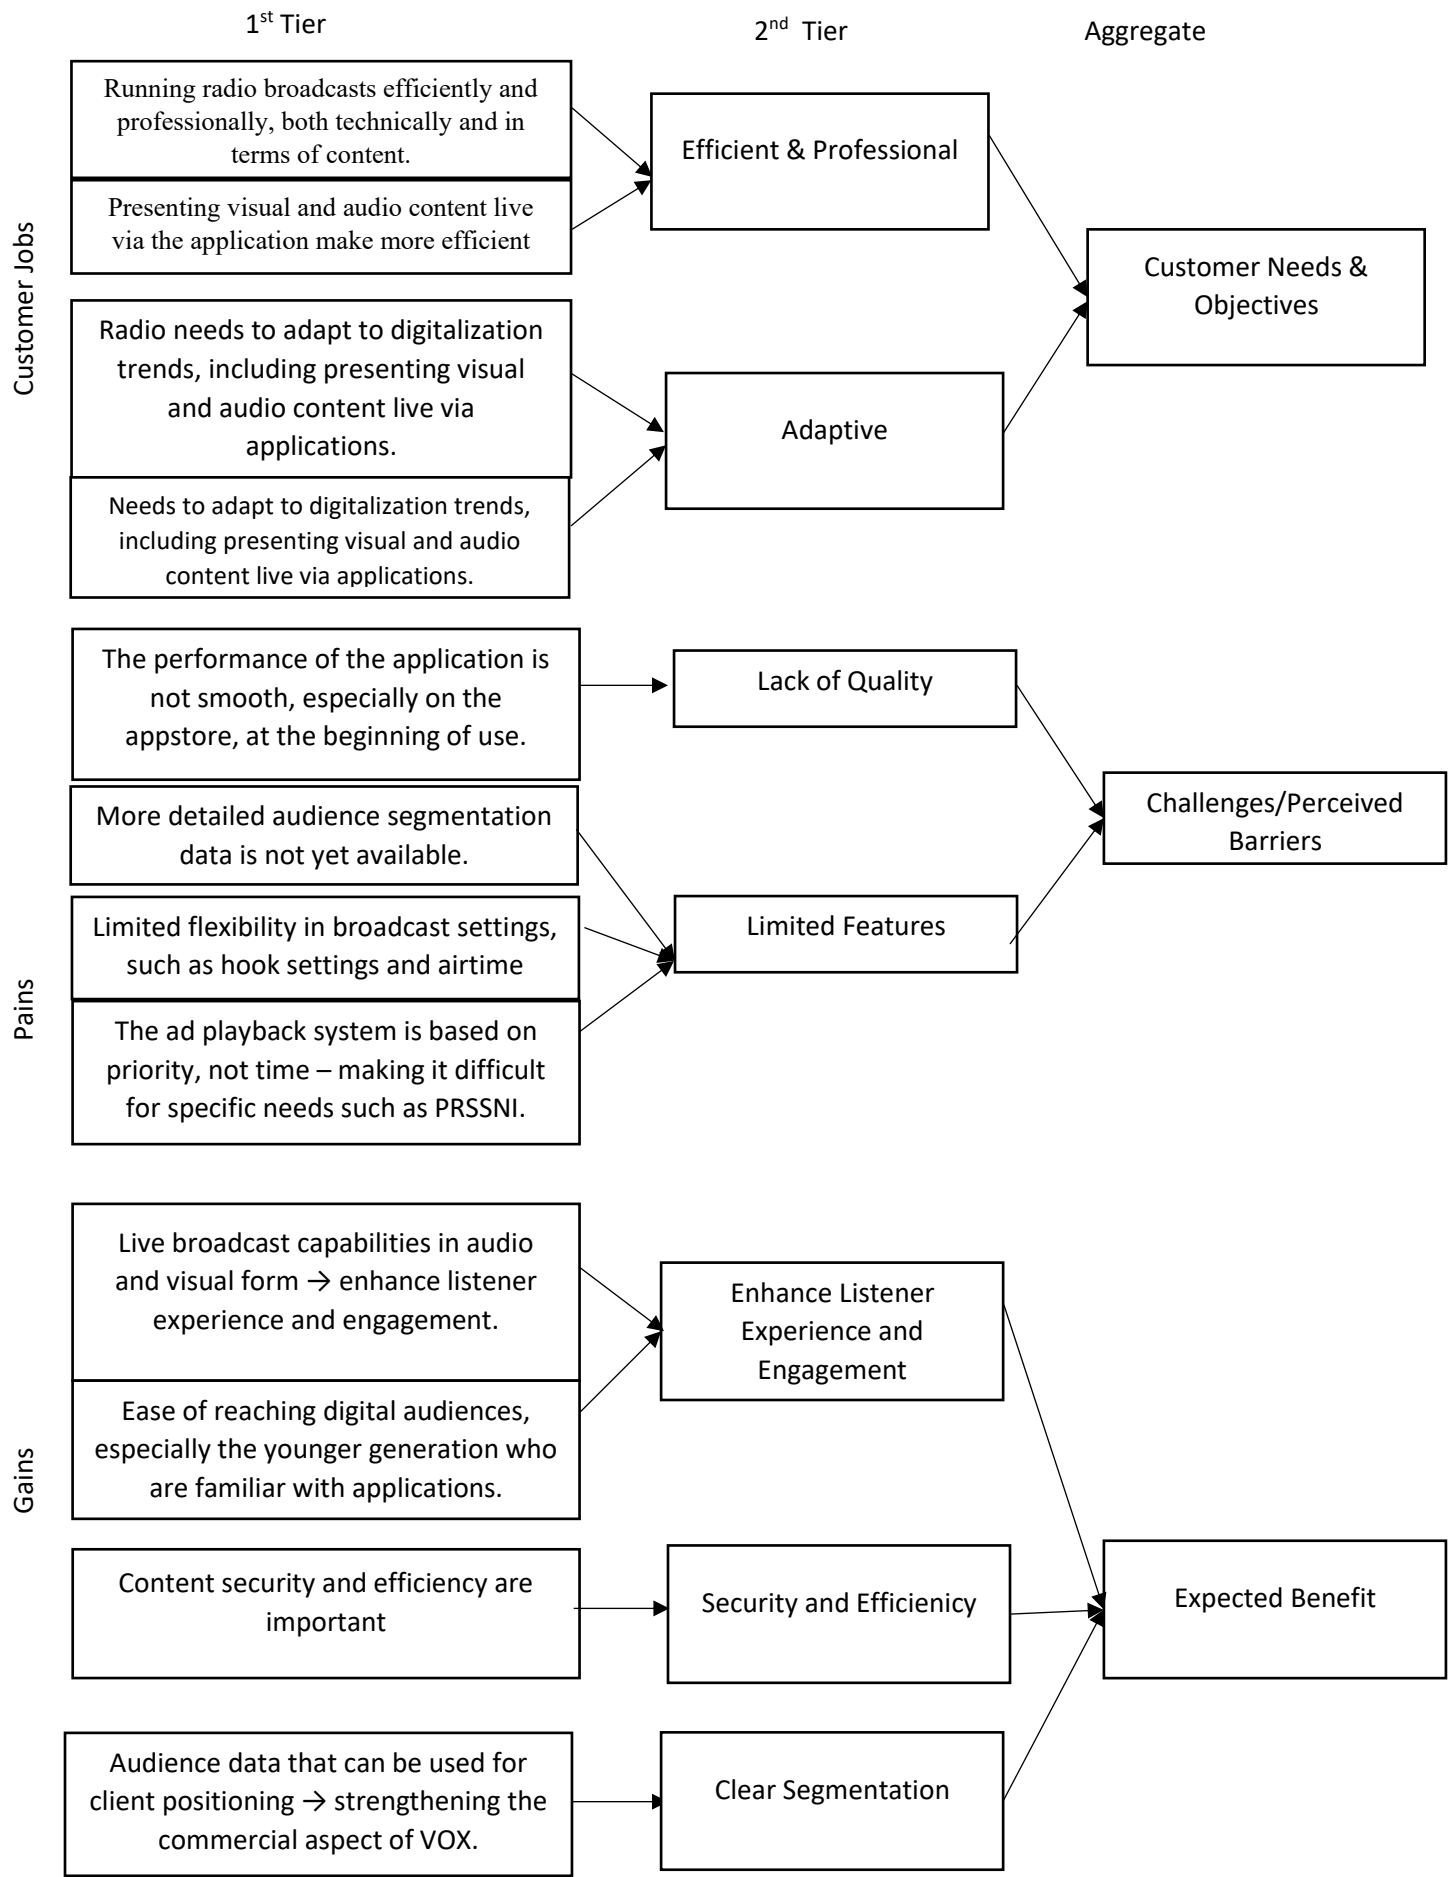 1st Tier
2nd Tier
Aggregate
Customer Jobs
Running radio broadcasts efficiently and
professionally, both technically and in
terms of content.
Presenting visual and audio content live
via the application make more efficient
Efficient & Professional
Radio needs to adapt to digitalization
trends, including presenting visual
and audio content live via
applications.
Needs to adapt to digitalization trends,
including presenting visual and audio
content live via applications.
Adaptive
Customer Needs &
Objectives
Pains
The performance of the application is
not smooth, especially on the
appstore, at the beginning of use.
Lack of Quality
More detailed audience segmentation
data is not yet available.
Limited flexibility in broadcast settings,
such as hook settings and airtime
The ad playback system is based on
priority, not time – making it difficult
for specific needs such as PRSSNI.
Limited Features
Challenges/Perceived
Barriers
Gains
Live broadcast capabilities in audio
and visual form → enhance listener
experience and engagement.
Ease of reaching digital audiences,
especially the younger generation who
are familiar with applications.
Enhance Listener
Experience and
Engagement
Content security and efficiency are
important
Security and Efficienicy
Audience data that can be used for
client positioning → strengthening the
commercial aspect of VOX.
Clear Segmentation
Expected Benefit